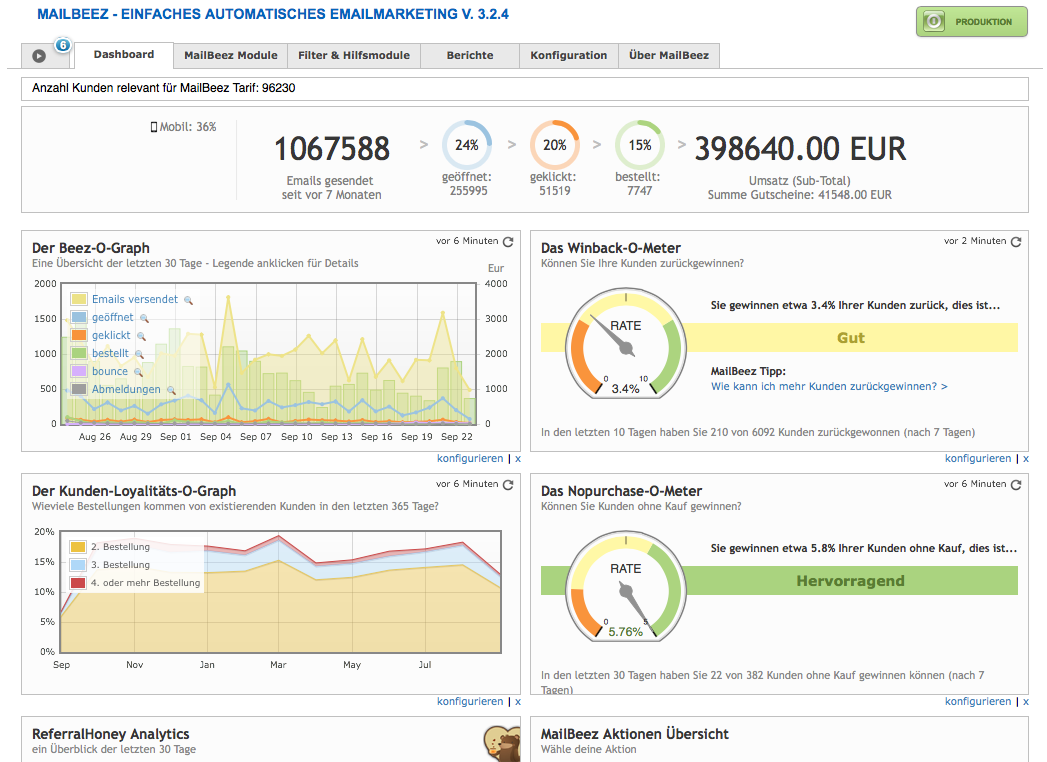 MAILBEEZ - EINFACHES AUTOMATISCHES EMAILMARKETING V. 3.2.4
PRODUKTION
6
Dashboard
MailBeez Module
Filter & Hilfsmodule
Berichte
Konfiguration
Über MailBeez
Anzahl Kunden relevant für MailBeez Tarif: 96230
Mobil: 36%
1067588
Emails gesendet
seit vor 7 Monaten
>
24%
geöffnet:
255995
>
20%
geklickt:
51519
>
15%
bestellt:
7747
>
398640.00 EUR
Umsatz (Sub-Total)
Summe Gutscheine: 41548.00 EUR
Der Beez-O-Graph
vor 6 Minuten
Eine Übersicht der letzten 30 Tage - Legende anklicken für Details
Eur
2000
1500
1000
500
0
4000
3000
2000
1000
0
Emails versendet
geöffnet
geklickt
bestellt
bounce
Abmeldungen
Aug 26 Aug 29 Sep 01 Sep 04 Sep 07 Sep 10 Sep 13 Sep 16 Sep 19 Sep 22
konfigurieren | x
Das Winback-O-Meter
vor 2 Minuten
Können Sie Ihre Kunden zurückgewinnen?
RATE
0 10
3.4%
Sie gewinnen etwa 3.4% Ihrer Kunden zurück, dies ist...
Gut
MailBeez Tipp:
Wie kann ich mehr Kunden zurückgewinnen? >
In den letzten 10 Tagen haben Sie 210 von 6092 Kunden zurückgewonnen (nach 7 Tagen)
konfigurieren | x
Der Kunden-Loyalitäts-O-Graph
vor 6 Minuten
Wieviele Bestellungen kommen von existierenden Kunden in den letzten 365 Tage?
20%
15%
10%
5%
0%
2. Bestellung
3. Bestellung
4. oder mehr Bestellung
Sep Nov Jan Mar May Jul
konfigurieren | x
Das Nopurchase-O-Meter
vor 6 Minuten
Können Sie Kunden ohne Kauf gewinnen?
RATE
0 5
5.76%
Sie gewinnen etwa 5.8% Ihrer Kunden ohne Kauf, dies ist...
Hervorragend
In den letzten 30 Tagen haben Sie 22 von 382 Kunden ohne Kauf gewinnen können (nach 7
Tagen)
konfigurieren | x
ReferralHoney Analytics
ein Überblick der letzten 30 Tage
MailBeez Aktionen Übersicht
Wähle deine Aktion